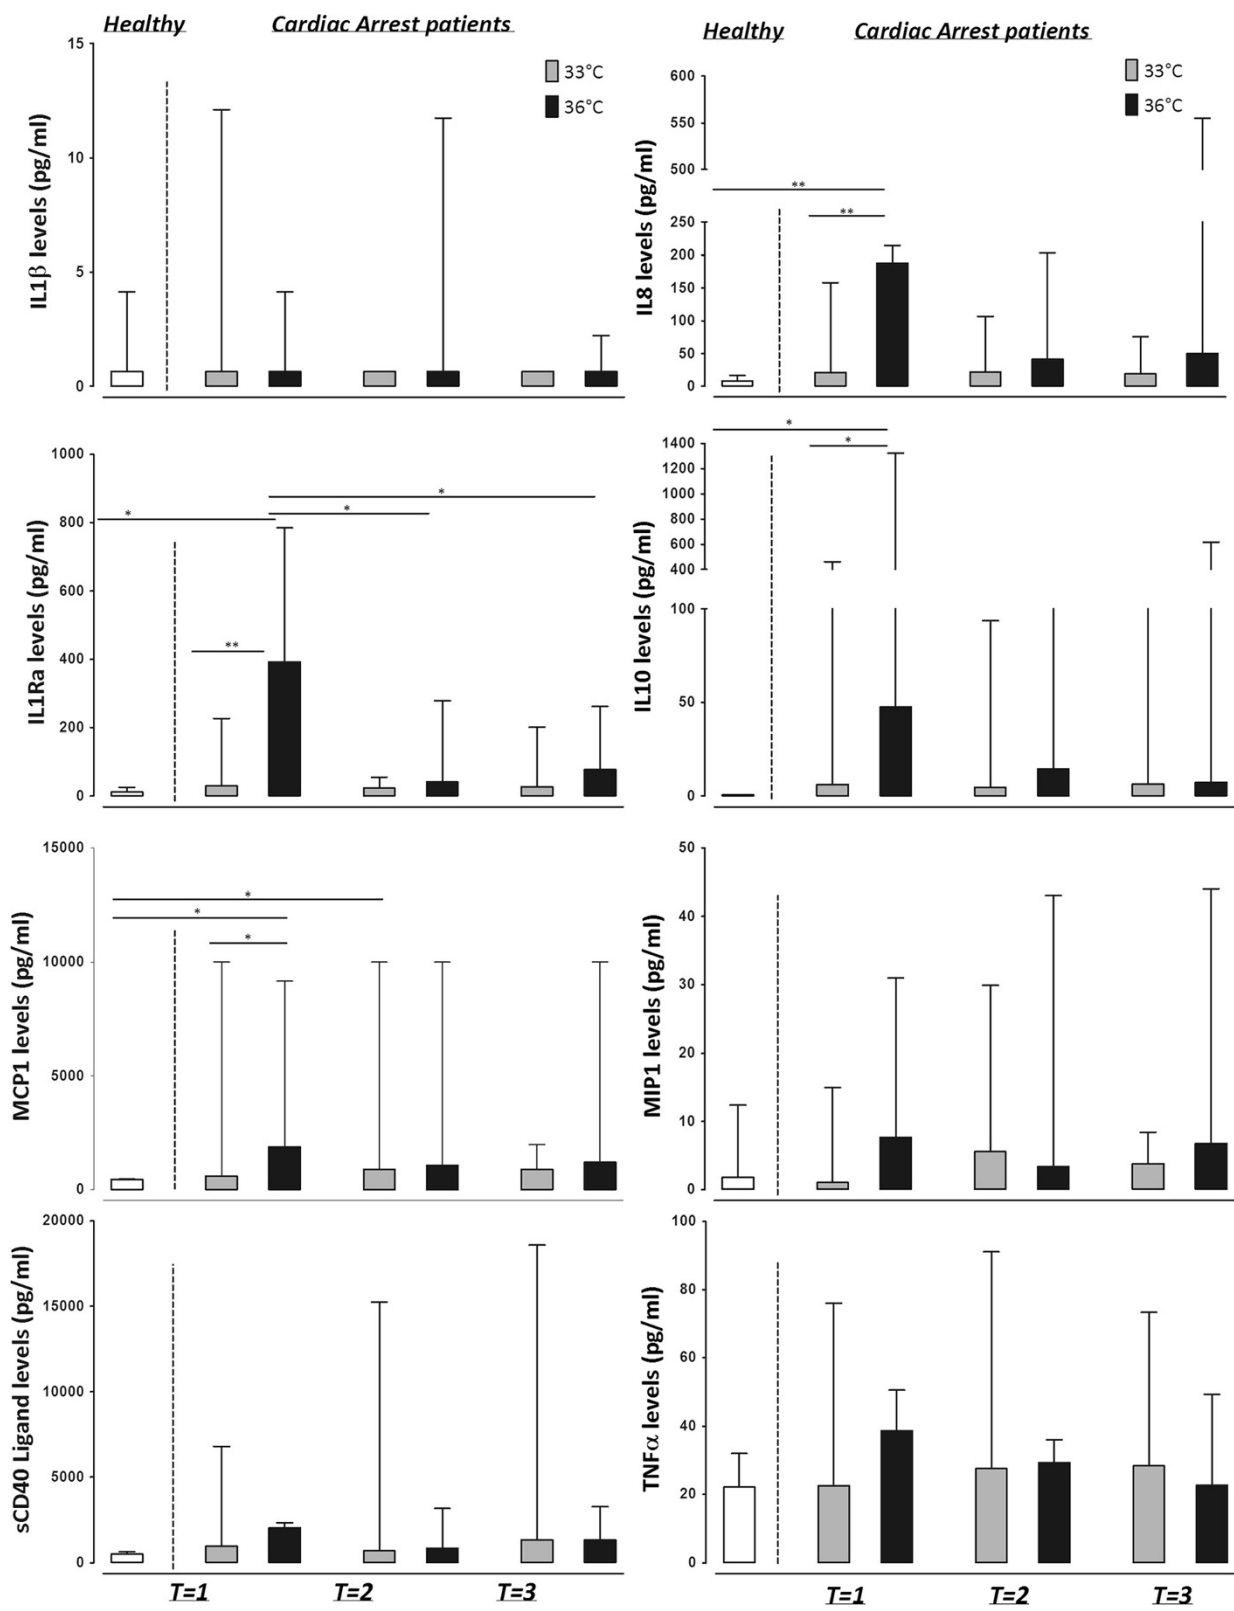 Healthy
Cardiac Arrest patients
33°C
36°C
IL1β levels (pg/ml)
15
10
5
0
Healthy
Cardiac Arrest patients
33°C
36°C
IL8 levels (pg/ml)
600
550
500
250
200
150
100
50
0
**
**
IL1Ra levels (pg/ml)
1000
800
600
400
200
0
*
*
*
**
IL10 levels (pg/ml)
1400
1200
1000
800
600
400
100
50
0
*
*
MCP1 levels (pg/ml)
15000
10000
5000
0
*
*
*
MIP1 levels (pg/ml)
50
40
30
20
10
0
sCD40 Ligand levels (pg/ml)
20000
15000
10000
5000
0
T=1
T=2
T=3
TNFα levels (pg/ml)
100
80
60
40
20
0
T=1
T=2
T=3